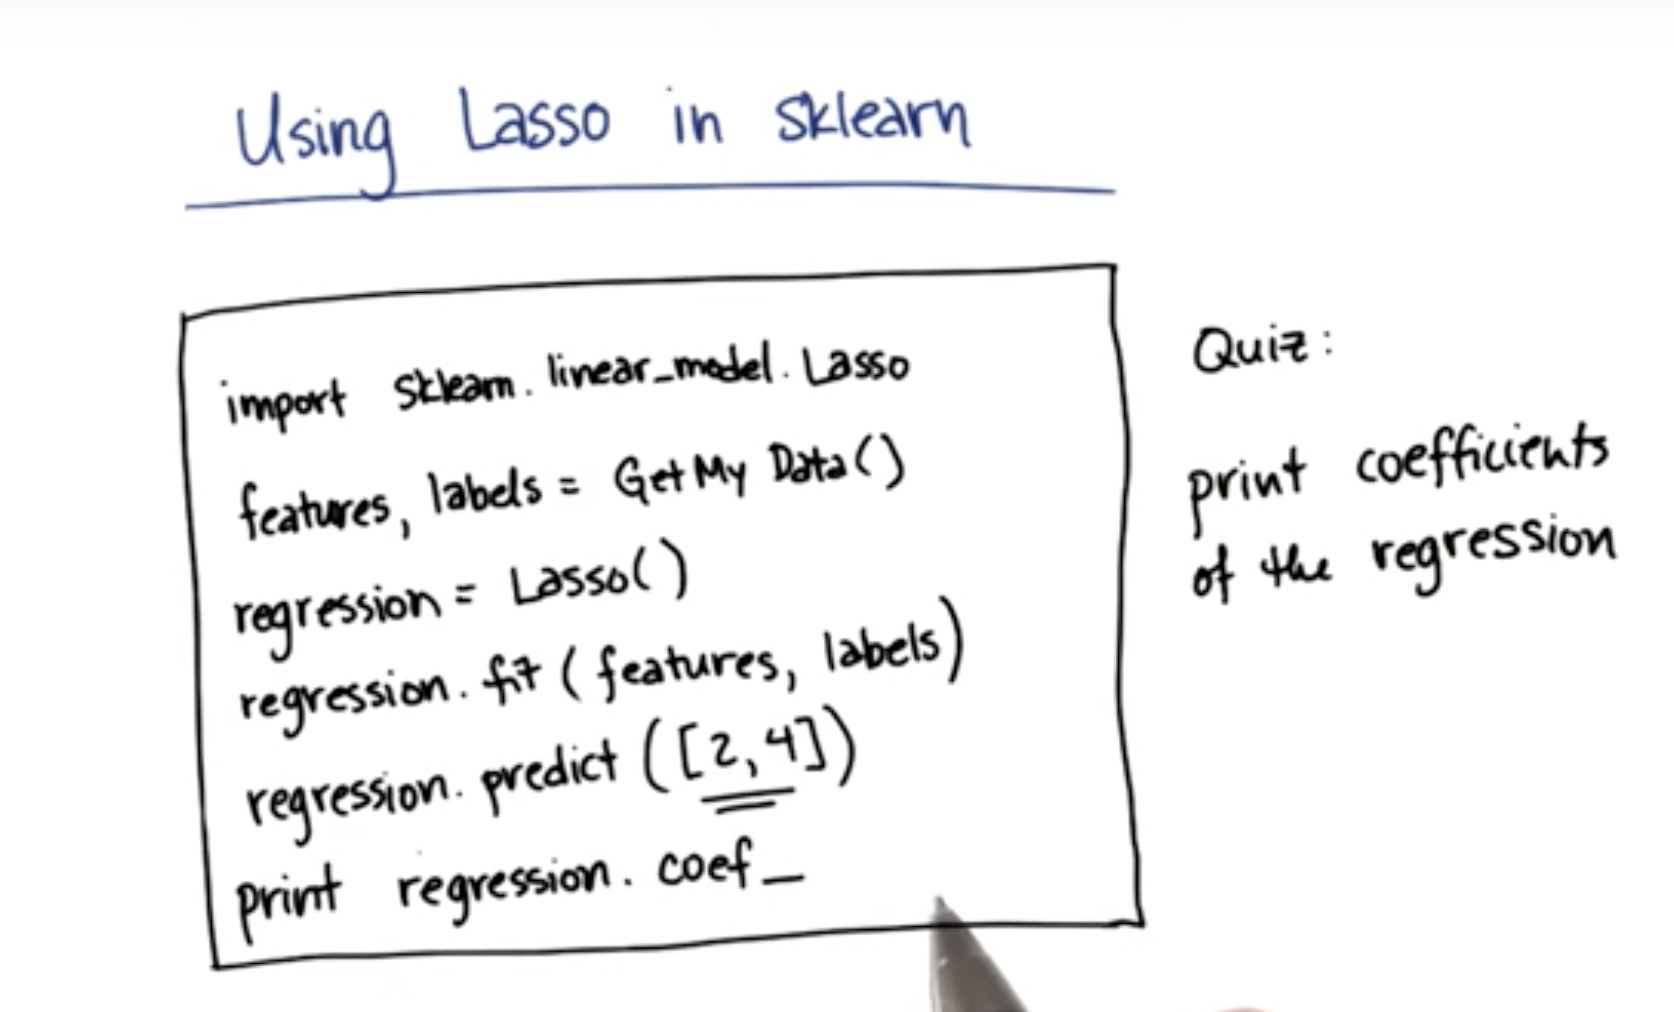 Using Lasso in sklearn
import sklearn.linear_model.Lasso
features, labels = GetMyData()
regression = Lasso()
regression.fit(features, labels)
regression.predict([2,4])
print regression.coef_
Quiz:
print coefficients
of the regression